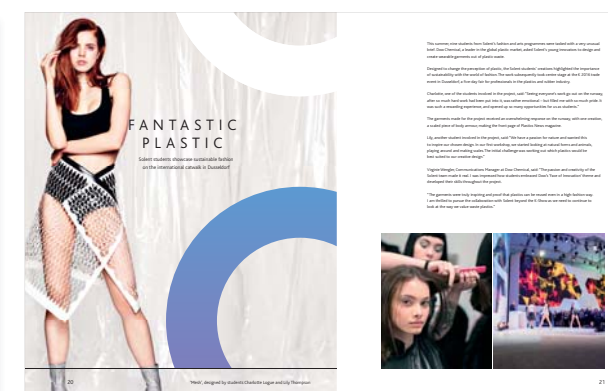 FANTASTIC
PLASTIC
Solent students showcase sustainable fashion
on the international catwalk in Dusseldorf
20
'Mesh', designed by students Charlotte Logue and Lily Thompson
This summer, nine students from Solent's fashion and arts programmes were tasked with a very unusual
brief. Dow Chemical, a leader in the global plastic market, asked Solent's young innovators to design and
create wearable garments out of plastic waste.
Designed to change the perception of plastic, the Solent students' creations highlighted the importance
of sustainability with the world of fashion. The work subsequently took centre stage at the K 2016 trade
event in Dusseldorf, a five-day fair for professionals in the plastics and rubber industry.
Charlotte, one of the students involved in the project, said: "Seeing everyone's work go out on the runway,
after so much hard work had been put into it, was rather emotional – but filled me with so much pride. It
was such a rewarding experience, and opened up so many opportunities for us as students."
The garments made for the project received an overwhelming response on the runway, with one creation,
a scaled piece of body armour, making the front page of Plastics News magazine.
Lily, another student involved in the project, said: "We have a passion for nature and wanted this
to inspire our chosen design. In our first workshop, we started looking at natural forms and animals,
playing around and making scales. The initial challenge was working out which plastics would be
best suited to our creative design."
Virginie Mengler, Communications Manager at Dow Chemical, said: "The passion and creativity of the
Solent team made it real. I was impressed how students embraced Dow's 'Face of Innovation' theme and
developed their skills throughout this project.
"The garments were truly inspiring and proof that plastics can be reused even in a high-fashion way.
I am thrilled to pursue the collaboration with Solent beyond the K-Show as we need to continue to
look at the way we value waste plastics."
21